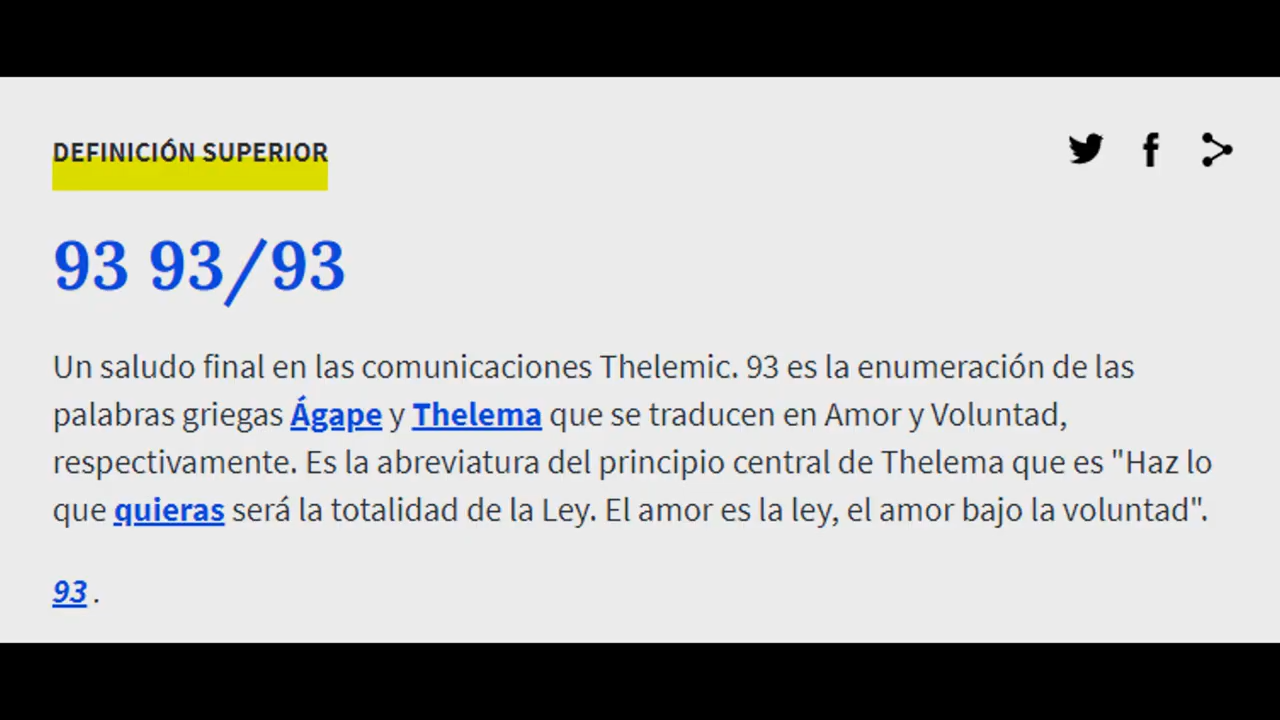 DEFINICIÓN SUPERIOR
93 93/93
Un saludo final en las comunicaciones Thelemic. 93 es la enumeración de las
palabras griegas Ágape y Thelema que se traducen en Amor y Voluntad,
respectivamente. Es la abreviatura del principio central de Thelema que es "Haz lo
que quieras será la totalidad de la Ley. El amor es la ley, el amor bajo la voluntad".
93 .